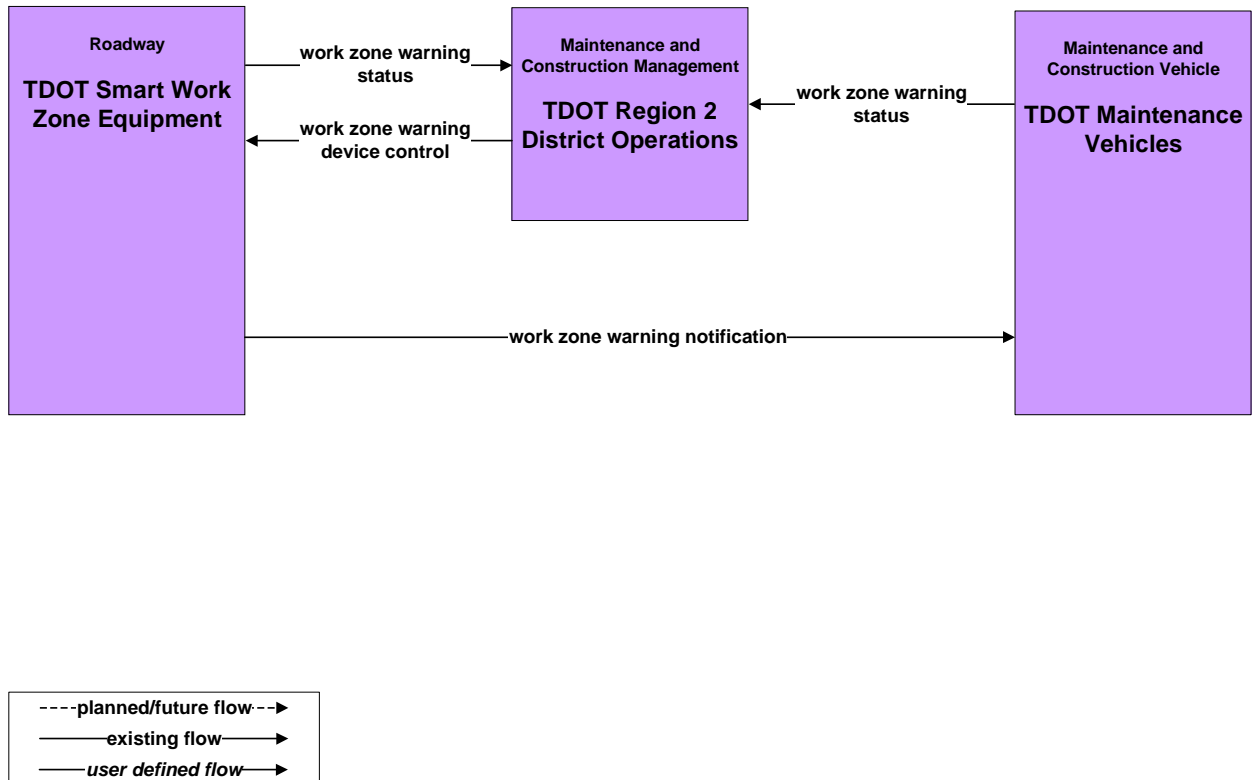 Roadway
TDOT Smart Work
Zone Equipment
work zone warning
status
work zone warning
device control
Maintenance and
Construction Management
TDOT Region 2
District Operations
work zone warning
status
Maintenance and
Construction Vehicle
TDOT Maintenance
Vehicles
work zone warning notification
planned/future flow
existing flow
user defined flow